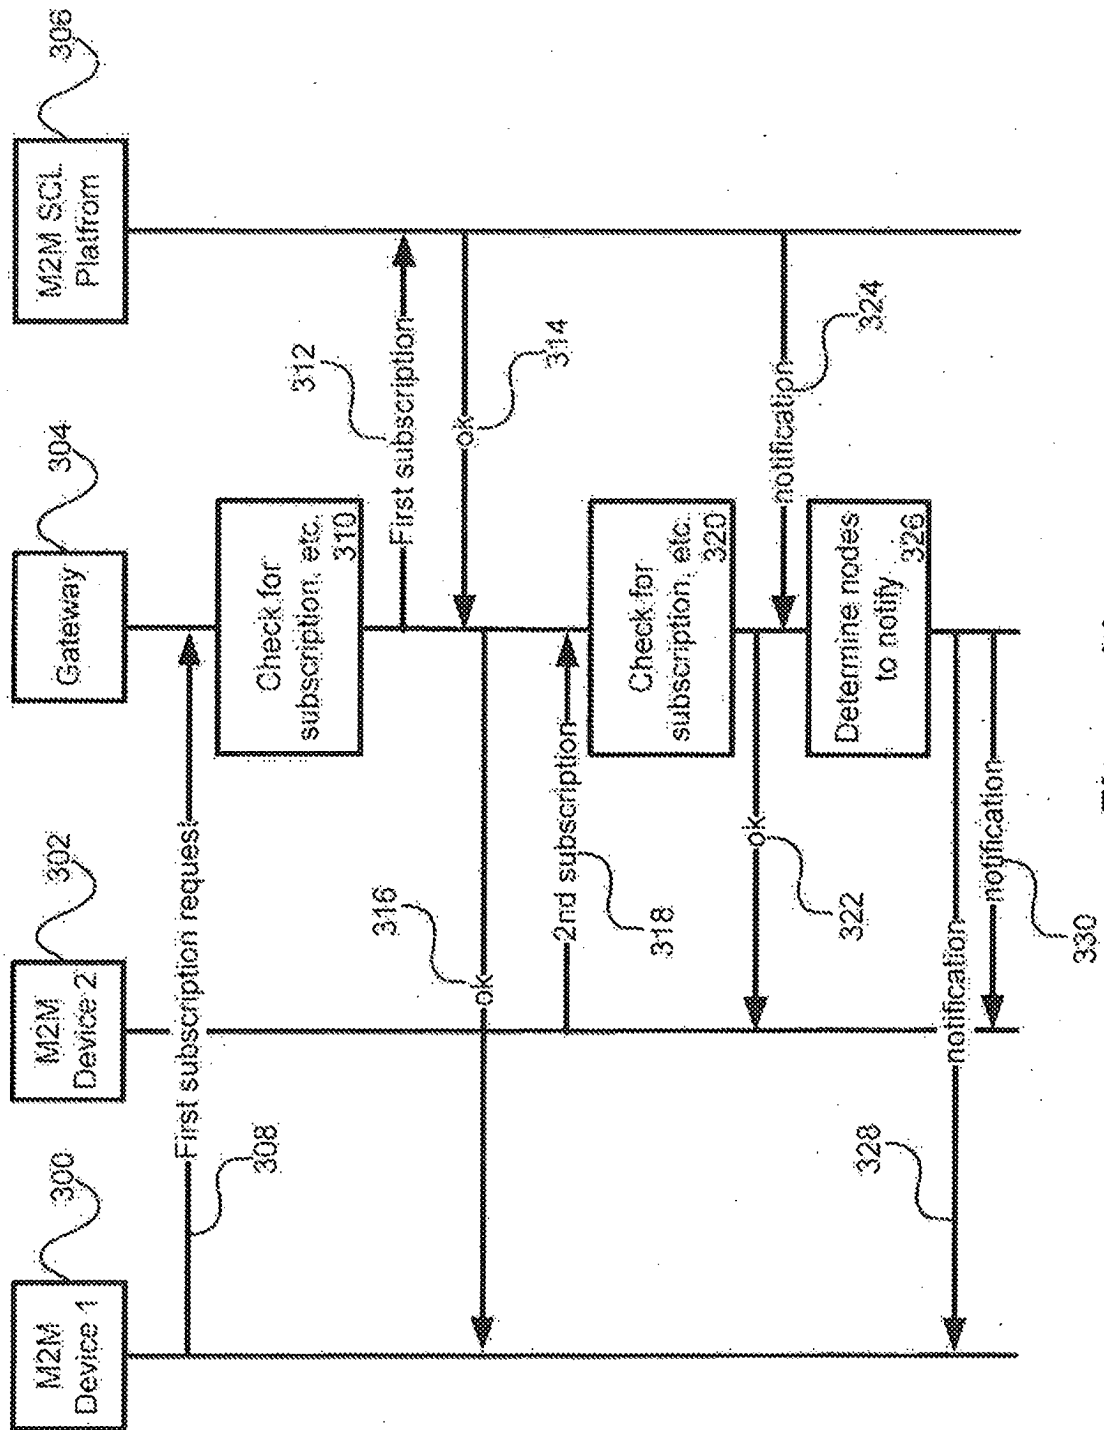 M2M
Device 1
300
M2M
Device 2
302
Gateway
304
M2M SCL
Platfrom
306
First subscription request
308
Check for
subscription, etc.
310
First subscription
312
ok
314
ok
316
2nd subscription
318
Check for
subscription, etc.
320
ok
322
notification
324
Determine nodes
to notify
326
notification
328
notification
330